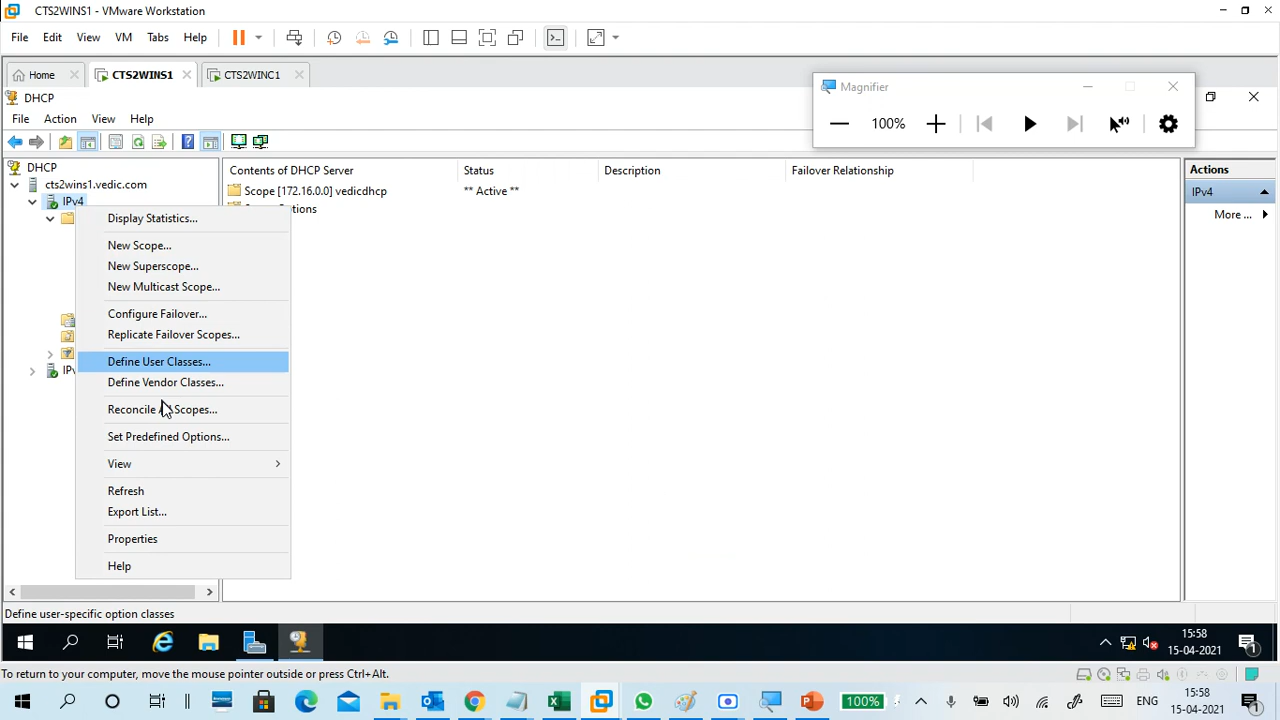 CTS2WINS1 - VMware Workstation
File Edit View VM Tabs Help
Home CTS2WINS1 CTS2WINC1
Magnifier
100%
DHCP
File Action View Help
DHCP
cts2wins1.vedic.com
IPv4
Contents of DHCP Server Status Description Failover Relationship
Scope [172.16.0.0] vedicdhcp ** Active **
Actions
IPv4
More ...
Display Statistics...
New Scope...
New Superscope...
New Multicast Scope...
Configure Failover...
Replicate Failover Scopes...
Define User Classes...
Define Vendor Classes...
Reconcile Scopes...
Set Predefined Options...
View
Refresh
Export List...
Properties
Help
Define user-specific option classes
15:58
15-04-2021
To return to your computer, move the mouse pointer outside or press Ctrl+Alt.
100%
ENG
15:58
15-04-2021